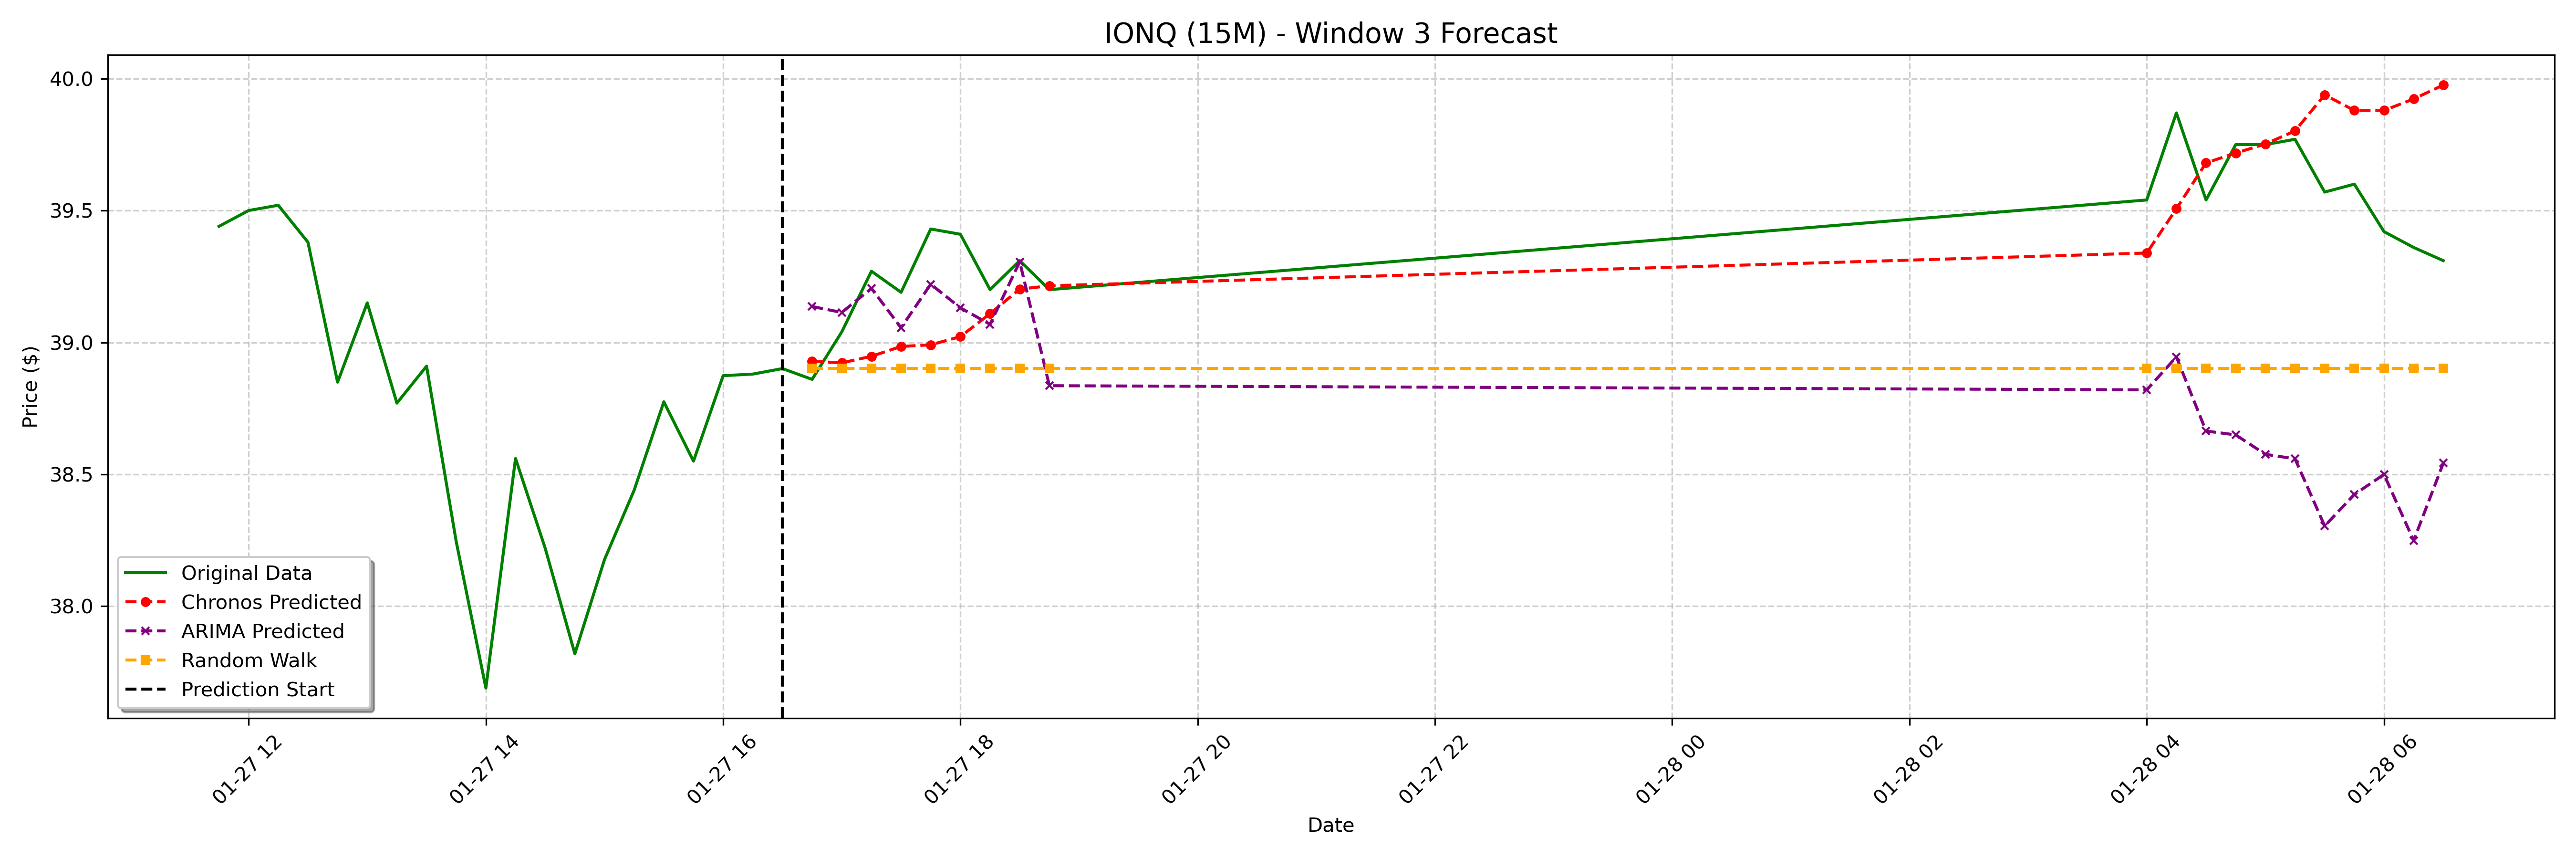 IONQ (15M) - Window 3 Forecast
Price ($)
40.0
39.5
39.0
38.5
38.0
Original Data
Chronos Predicted
ARIMA Predicted
Random Walk
Prediction Start
01-27 12
01-27 14
01-27 16
01-27 18
01-27 20
01-27 22
01-28 00
01-28 02
01-28 04
01-28 06
Date